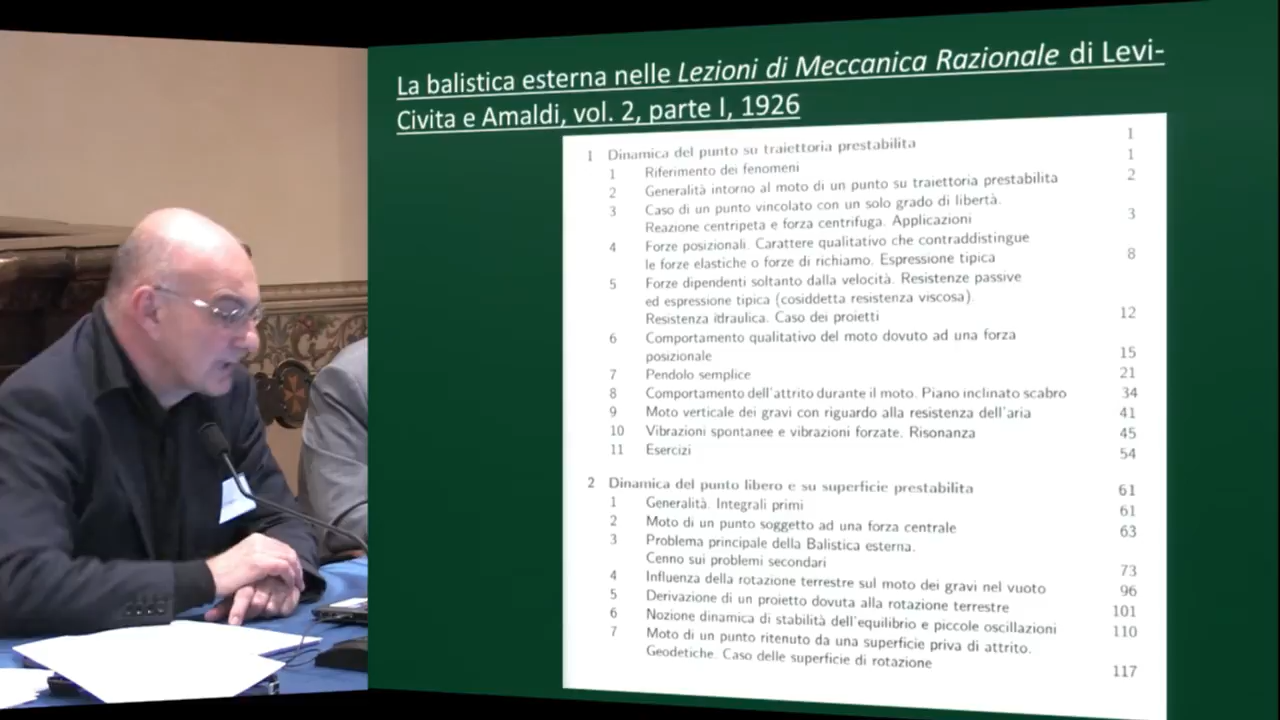 La balistica esterna nelle Lezioni di Meccanica Razionale di Levi-
Civita e Amaldi, vol. 2, parte I, 1926
1 Dinamica del punto su traiettoria prestabilita 1
1 Riferimento dei fenomeni 1
2 Generalità intorno al moto di un punto su traiettoria prestabilita 2
3 Caso di un punto vincolato con un solo grado di libertà.
Reazione centripeta e forza centrifuga. Applicazioni 3
4 Forze posizionali. Carattere qualitativo che contraddistingue
le forze elastiche o forze di richiamo. Espressione tipica 8
5 Forze dipendenti soltanto dalla velocità. Resistenze passive
ed espressione tipica (cosiddetta resistenza viscosa).
Resistenza idraulica. Caso dei proietti 12
6 Comportamento qualitativo del moto dovuto ad una forza
posizionale 15
7 Pendolo semplice 21
8 Comportamento dell'attrito durante il moto. Piano inclinato scabro 34
9 Moto verticale dei gravi con riguardo alla resistenza dell'aria 41
10 Vibrazioni spontanee e vibrazioni forzate. Risonanza 45
11 Esercizi 54
2 Dinamica del punto libero e su superficie prestabilita 61
1 Generalità. Integrali primi 61
2 Moto di un punto soggetto ad una forza centrale 63
3 Problema principale della Balistica esterna.
Cenno sui problemi secondari 73
4 Influenza della rotazione terrestre sul moto dei gravi nel vuoto 96
5 Derivazione di un proietto dovuta alla rotazione terrestre 101
6 Nozione dinamica di stabilità dell'equilibrio e piccole oscillazioni 110
7 Moto di un punto ritenuto da una superficie priva di attrito.
Geodetiche. Caso delle superficie di rotazione 117